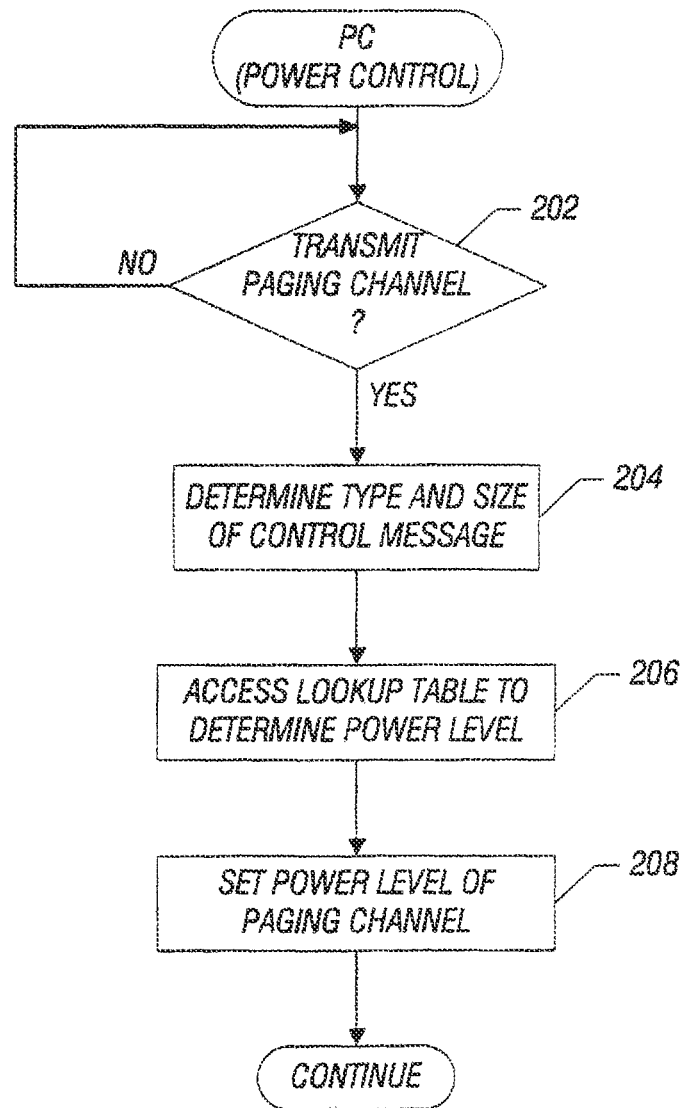 PC
(POWER CONTROL)
202
TRANSMIT
PAGING CHANNEL
?
NO
YES
204
DETERMINE TYPE AND SIZE
OF CONTROL MESSAGE
206
ACCESS LOOKUP TABLE TO
DETERMINE POWER LEVEL
208
SET POWER LEVEL OF
PAGING CHANNEL
CONTINUE